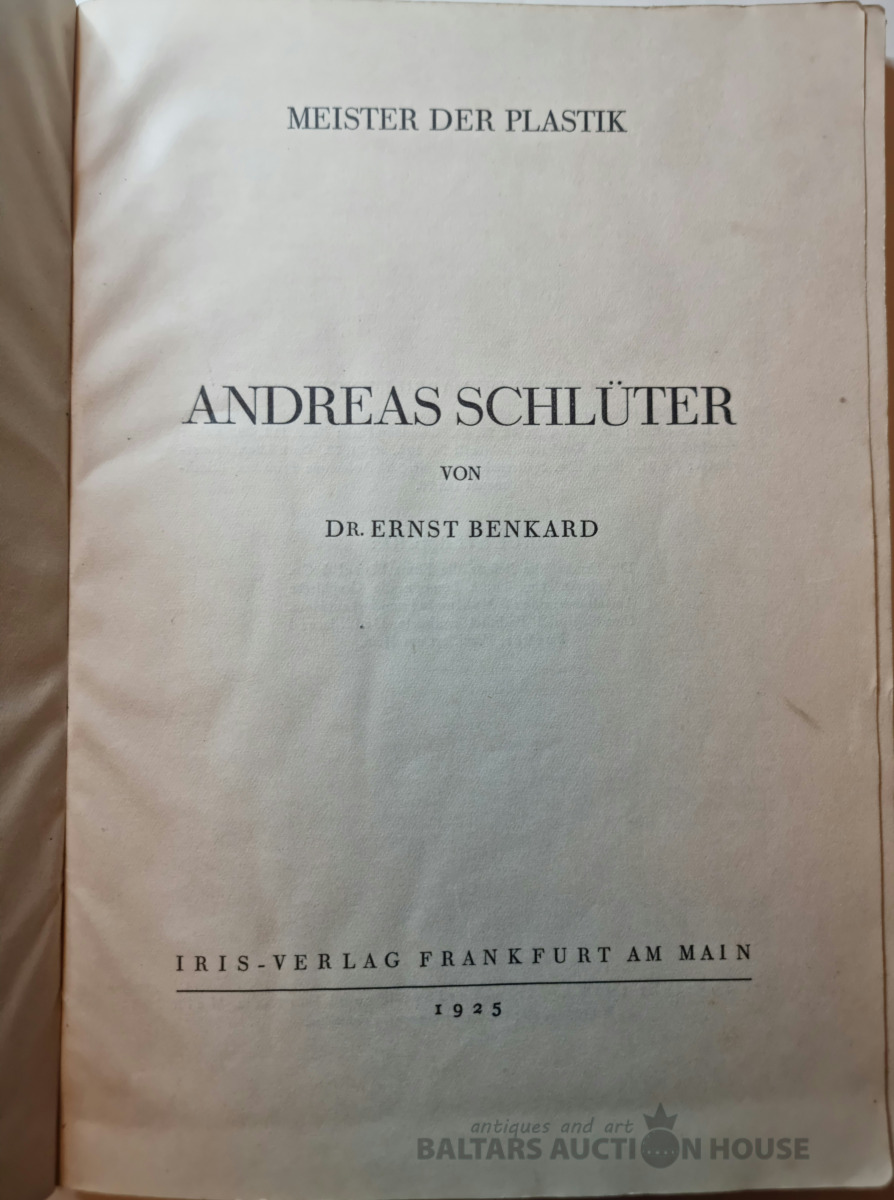 MEISTER DER PLASTIK
ANDREAS SCHLÜTER
VON
DR. ERNST BENKARD
IRIS-VERLAG FRANKFURT AM MAIN
1925
antiques and art
BALTARS AUCTION HOUSE